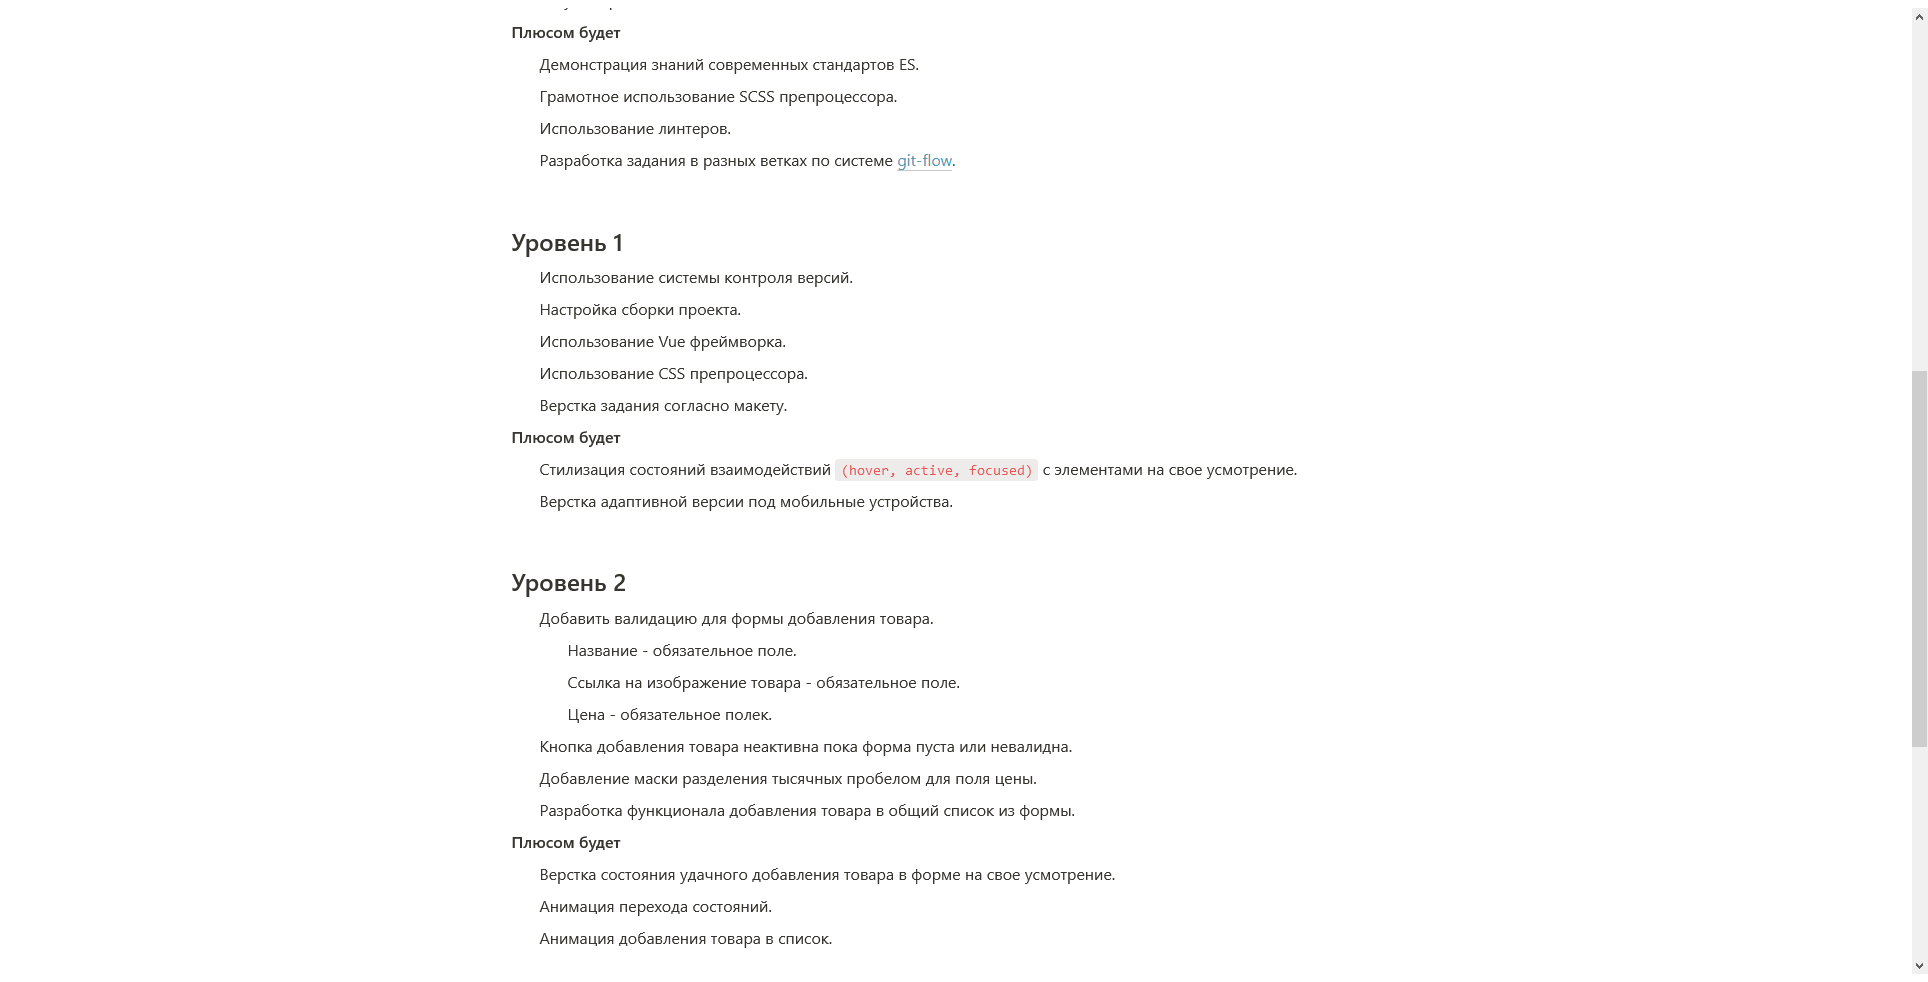 Плюсом будет
Демонстрация знаний современных стандартов ES.
Грамотное использование SCSS препроцессора.
Использование линтеров.
Разработка задания в разных ветках по системе git-flow.
Уровень 1
Использование системы контроля версий.
Настройка сборки проекта.
Использование Vue фреймворка.
Использование CSS препроцессора.
Верстка задания согласно макету.
Плюсом будет
Стилизация состояний взаимодействий (hover, active, focused) с элементами на свое усмотрение.
Верстка адаптивной версии под мобильные устройства.
Уровень 2
Добавить валидацию для формы добавления товара.
Название - обязательное поле.
Ссылка на изображение товара - обязательное поле.
Цена - обязательное полек.
Кнопка добавления товара неактивна пока форма пуста или невалидна.
Добавление маски разделения тысячных пробелом для поля цены.
Разработка функционала добавления товара в общий список из формы.
Плюсом будет
Верстка состояния удачного добавления товара в форме на свое усмотрение.
Анимация перехода состояний.
Анимация добавления товара в список.